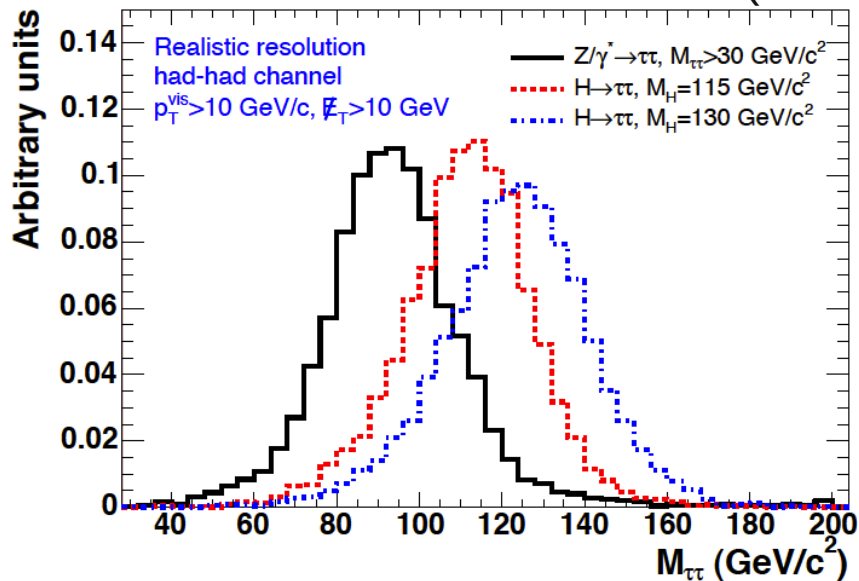 (
Arbitrary units
0.14
0.12
0.1
0.08
0.06
0.04
0.02
0
Realistic resolution
had-had channel
p_T^vis>10 GeV/c, E̸_T>10 GeV
Z/γ*→ττ, M_ττ>30 GeV/c²
H→ττ, M_H=115 GeV/c²
H→ττ, M_H=130 GeV/c²
40 60 80 100 120 140 160 180 200
M_ττ (GeV/c²)